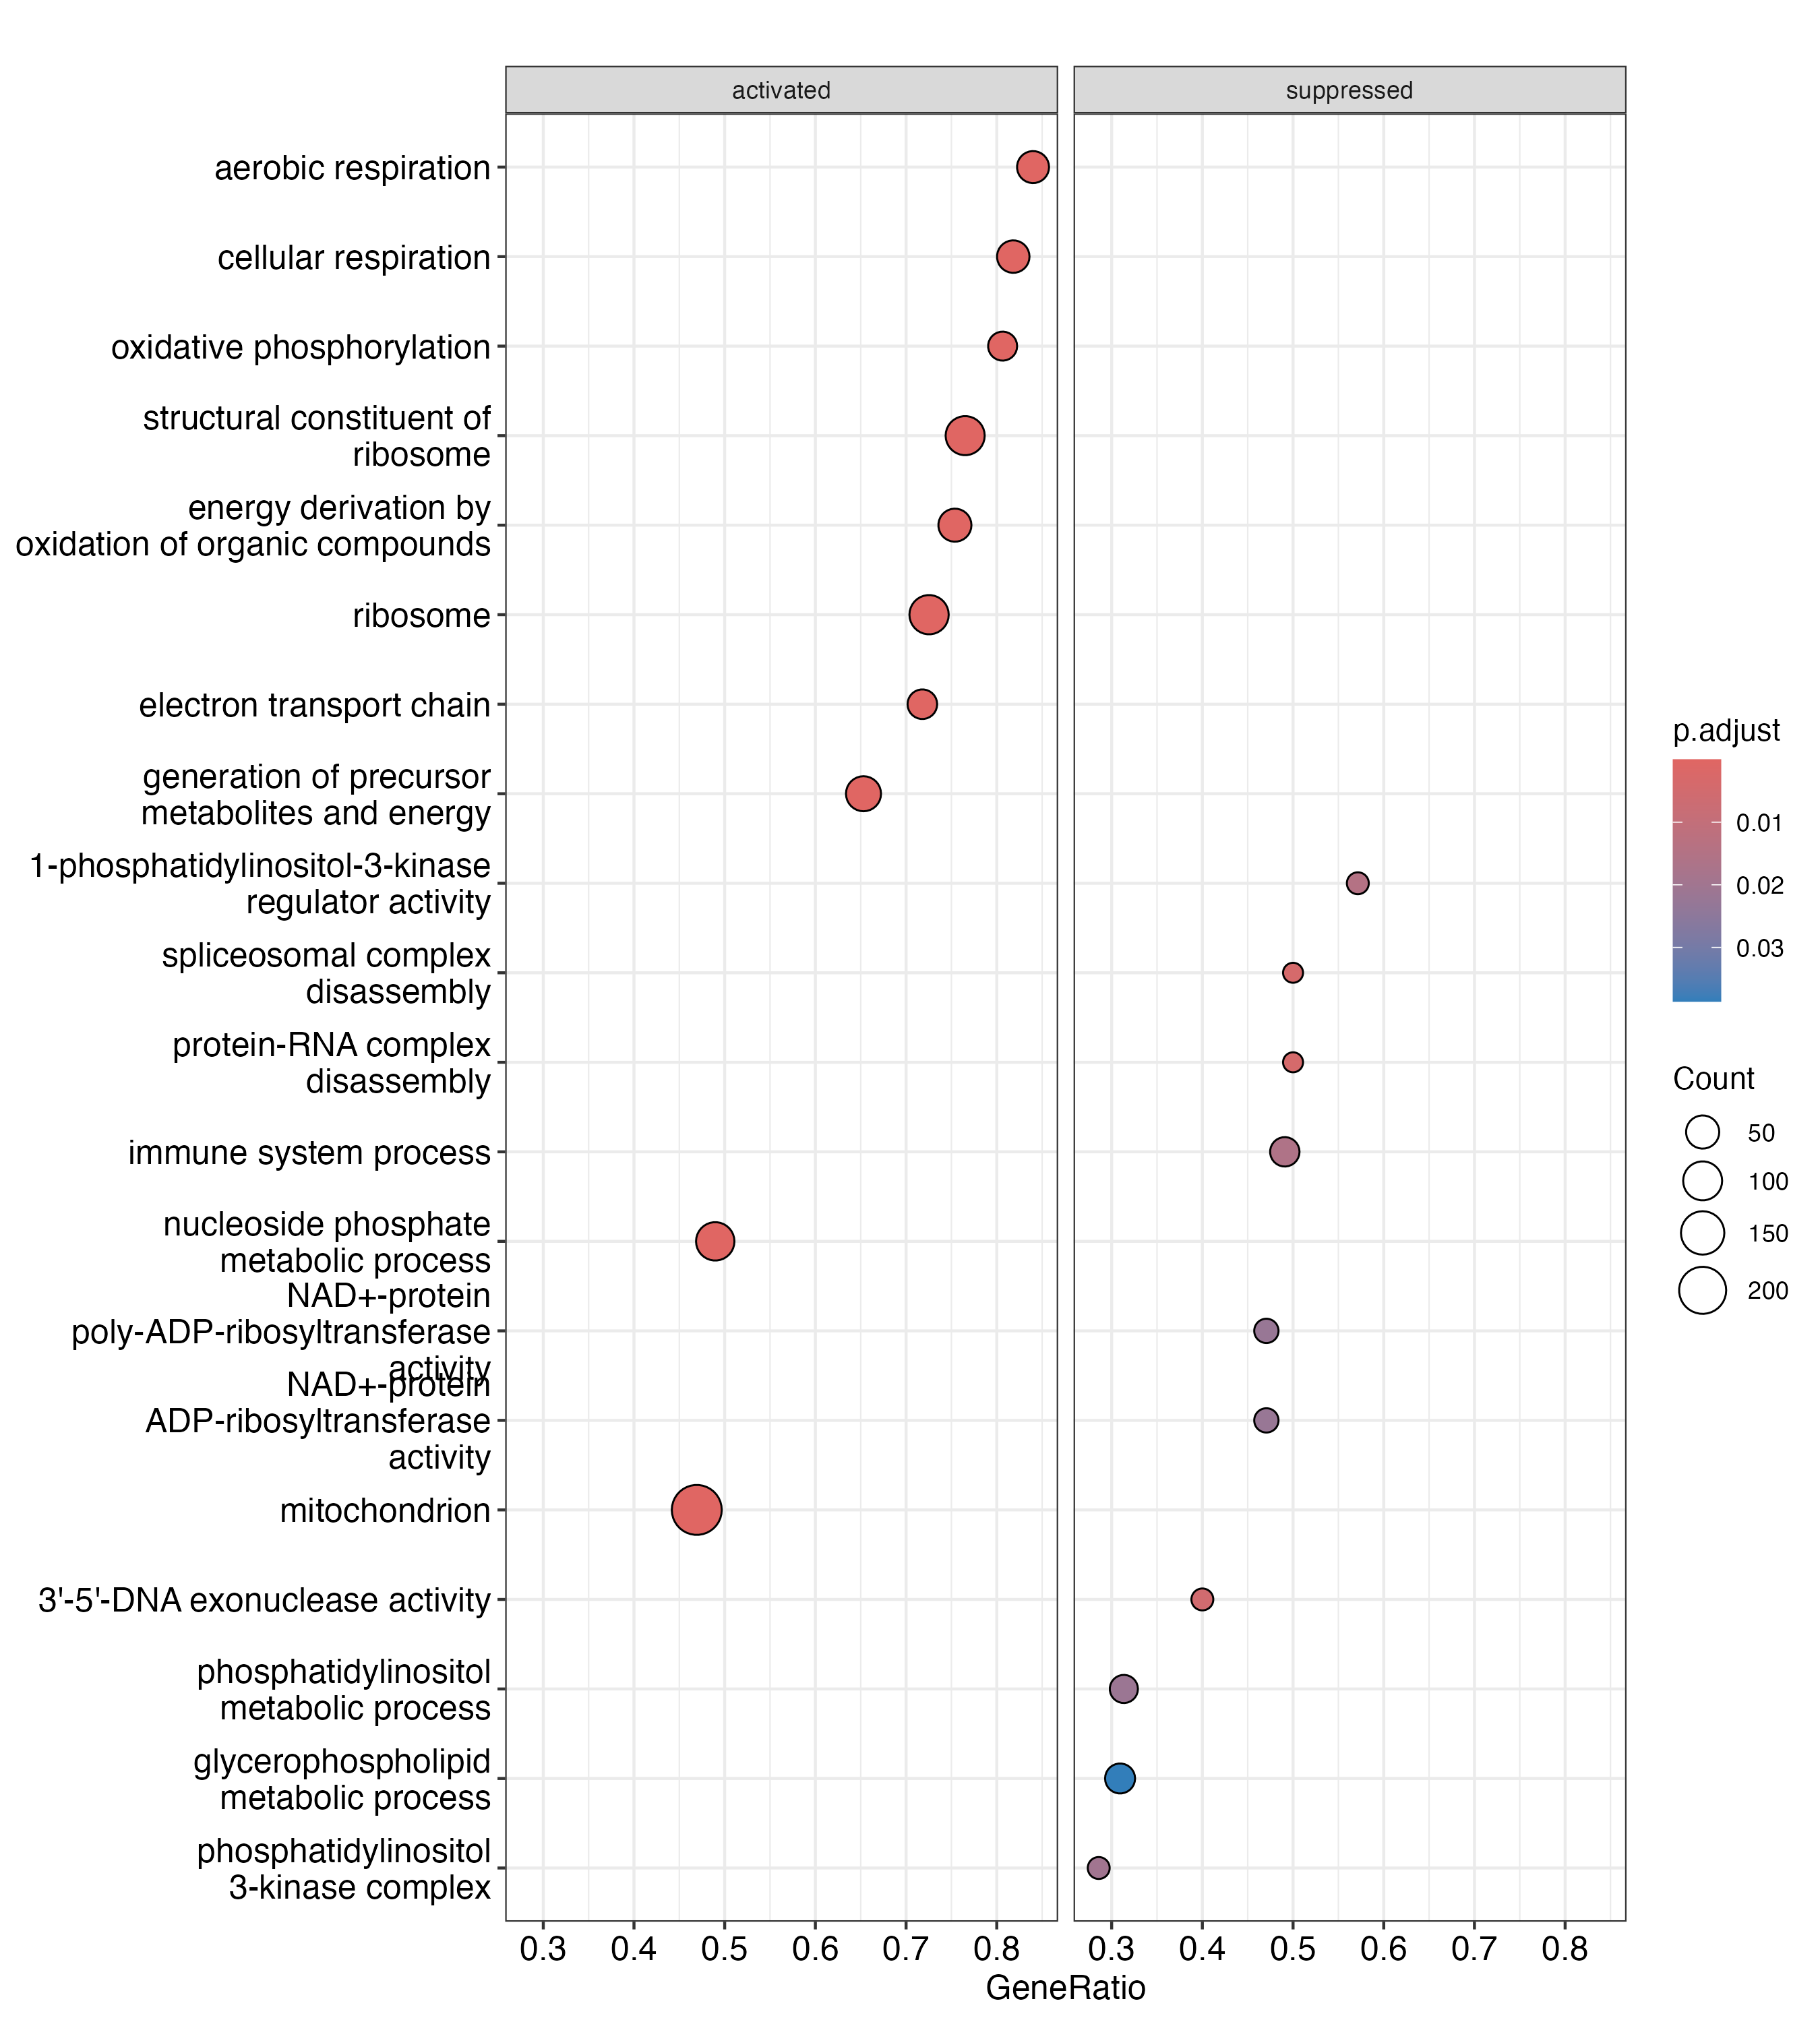 activated
suppressed
aerobic respiration
cellular respiration
oxidative phosphorylation
structural constituent of
ribosome
energy derivation by
oxidation of organic compounds
ribosome
electron transport chain
generation of precursor
metabolites and energy
1-phosphatidylinositol-3-kinase
regulator activity
spliceosomal complex
disassembly
protein-RNA complex
disassembly
immune system process
nucleoside phosphate
metabolic process
NAD+-protein
poly-ADP-ribosyltransferase
activity
NAD+-protein
ADP-ribosyltransferase
activity
mitochondrion
3'-5'-DNA exonuclease activity
phosphatidylinositol
metabolic process
glycerophospholipid
metabolic process
phosphatidylinositol
3-kinase complex
0.3 0.4 0.5 0.6 0.7 0.8
0.3 0.4 0.5 0.6 0.7 0.8
GeneRatio
p.adjust
0.01
0.02
0.03
Count
50
100
150
200